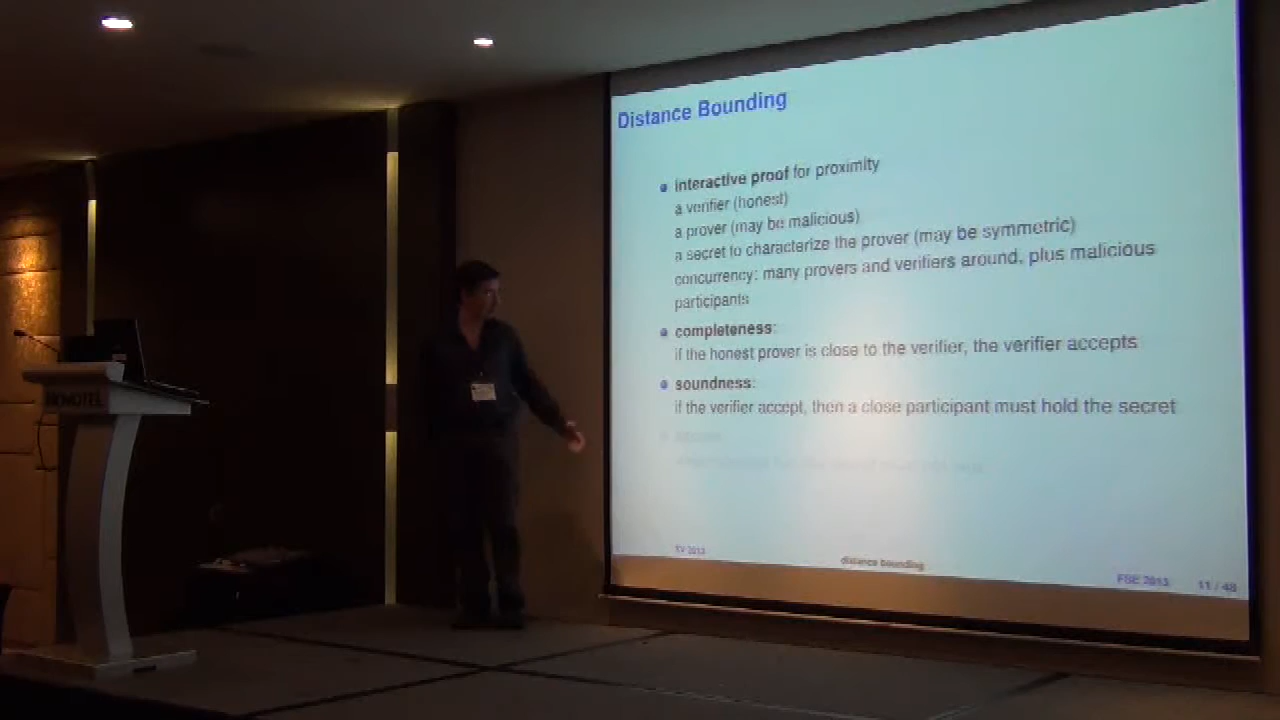 Distance Bounding
interactive proof for proximity
a verifier (honest)
a prover (may be malicious)
a secret to characterize the prover (may be symmetric)
concurrency: many provers and verifiers around, plus malicious
participants
completeness:
if the honest prover is close to the verifier, the verifier accepts
soundness:
if the verifier accept, then a close participant must hold the secret
TV 2013
distance bounding
FSE 2013
11 / 48